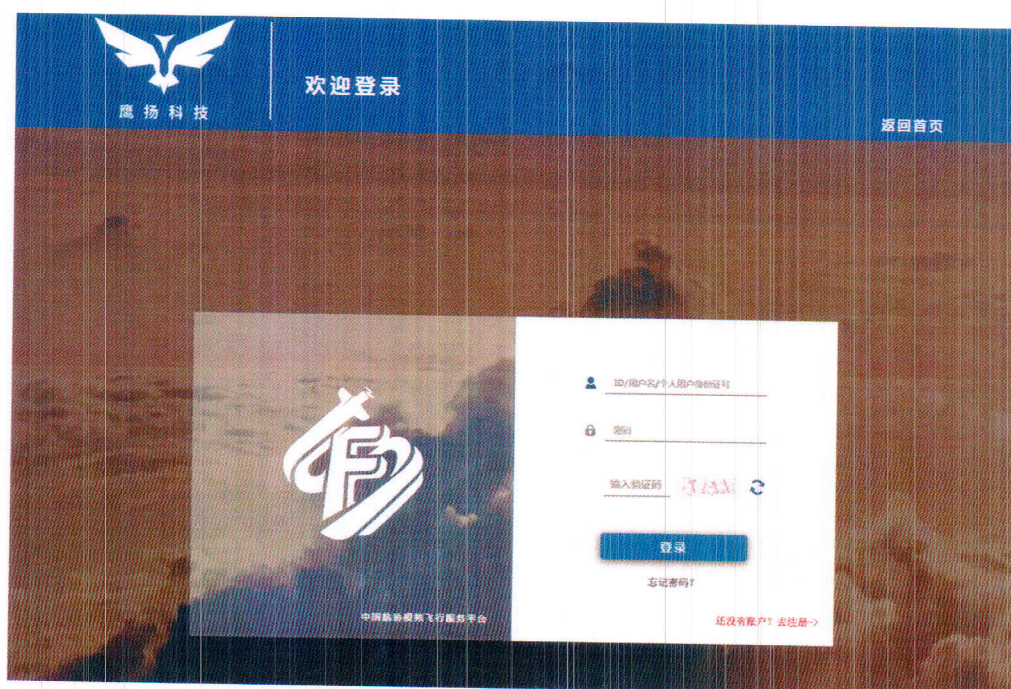 鹰扬科技
欢迎登录
返回首页
ID/用户名/个人用户身份证号
密码
输入验证码
登录
忘记密码?
中国航协模拟飞行服务平台
还没有账户? 去注册~>